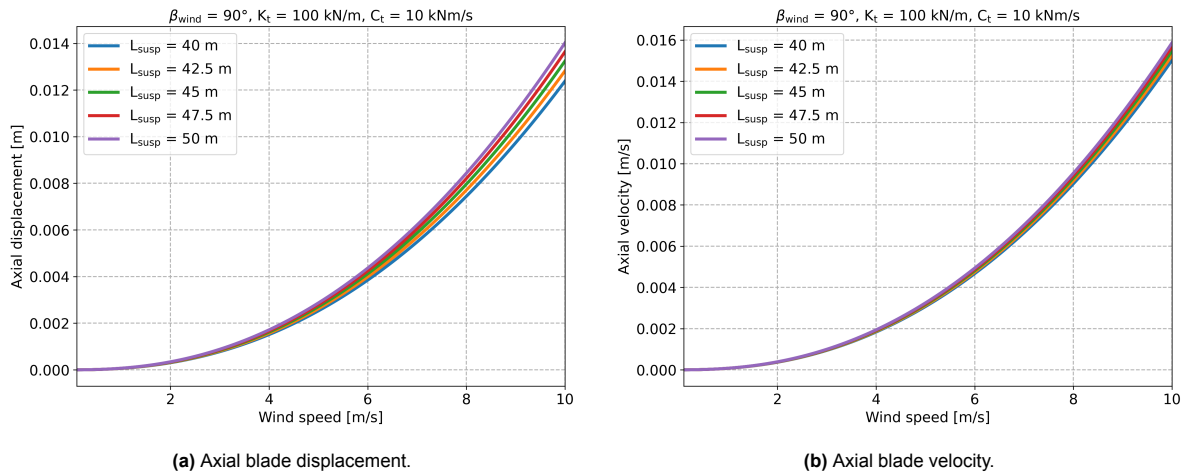 β_wind = 90°, K_t = 100 kN/m, C_t = 10 kNm/s
0.014
0.012
0.010
0.008
0.006
0.004
0.002
0.000
Axial displacement [m]
L_susp = 40 m
L_susp = 42.5 m
L_susp = 45 m
L_susp = 47.5 m
L_susp = 50 m
2 4 6 8 10
Wind speed [m/s]
(a) Axial blade displacement.
β_wind = 90°, K_t = 100 kN/m, C_t = 10 kNm/s
0.016
0.014
0.012
0.010
0.008
0.006
0.004
0.002
0.000
Axial velocity [m/s]
L_susp = 40 m
L_susp = 42.5 m
L_susp = 45 m
L_susp = 47.5 m
L_susp = 50 m
2 4 6 8 10
Wind speed [m/s]
(b) Axial blade velocity.